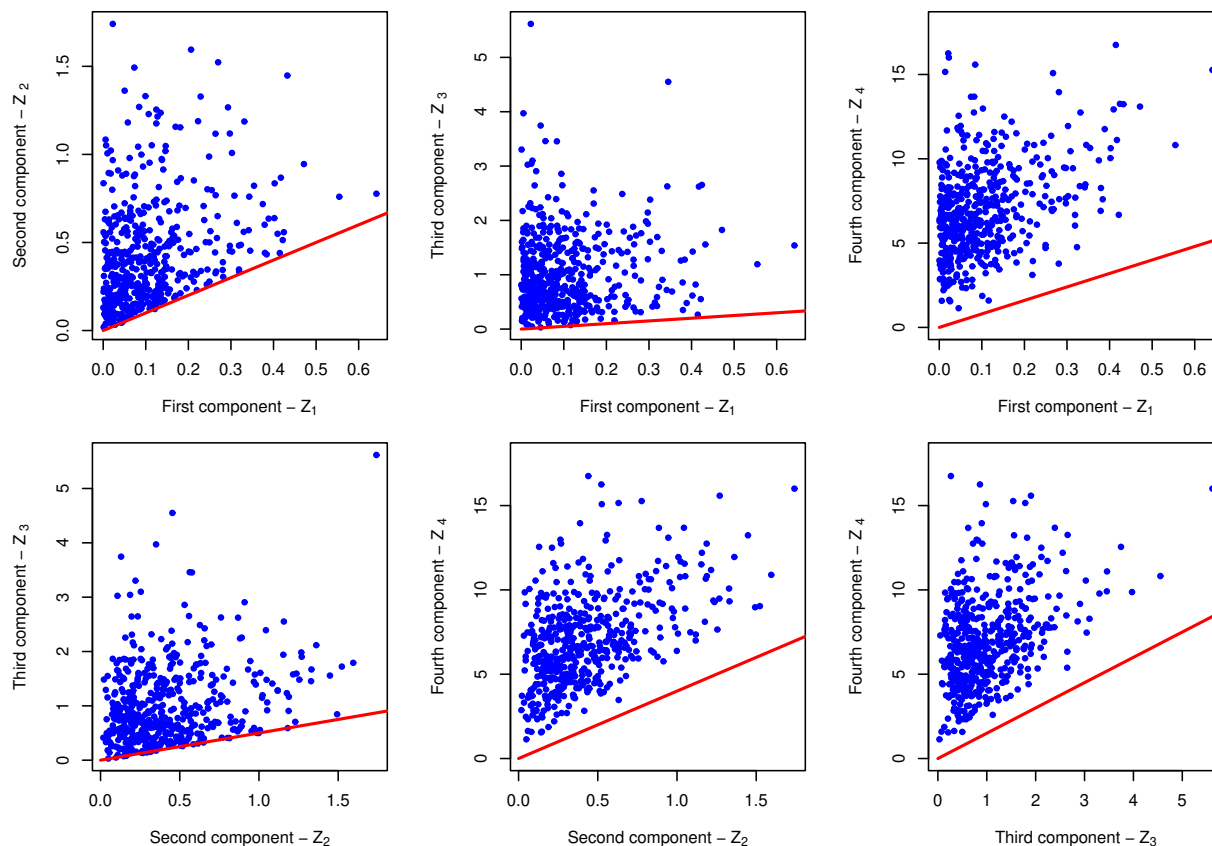 Second component – Z2
0.0 0.5 1.0 1.5
0.0 0.1 0.2 0.3 0.4 0.5 0.6
First component – Z1
Third component – Z3
0 1 2 3 4 5
0.0 0.1 0.2 0.3 0.4 0.5 0.6
First component – Z1
Fourth component – Z4
0 5 10 15
0.0 0.1 0.2 0.3 0.4 0.5 0.6
First component – Z1
Third component – Z3
0 1 2 3 4 5
0.0 0.5 1.0 1.5
Second component – Z2
Fourth component – Z4
0 5 10 15
0.0 0.5 1.0 1.5
Second component – Z2
Fourth component – Z4
0 5 10 15
0 1 2 3 4 5
Third component – Z3